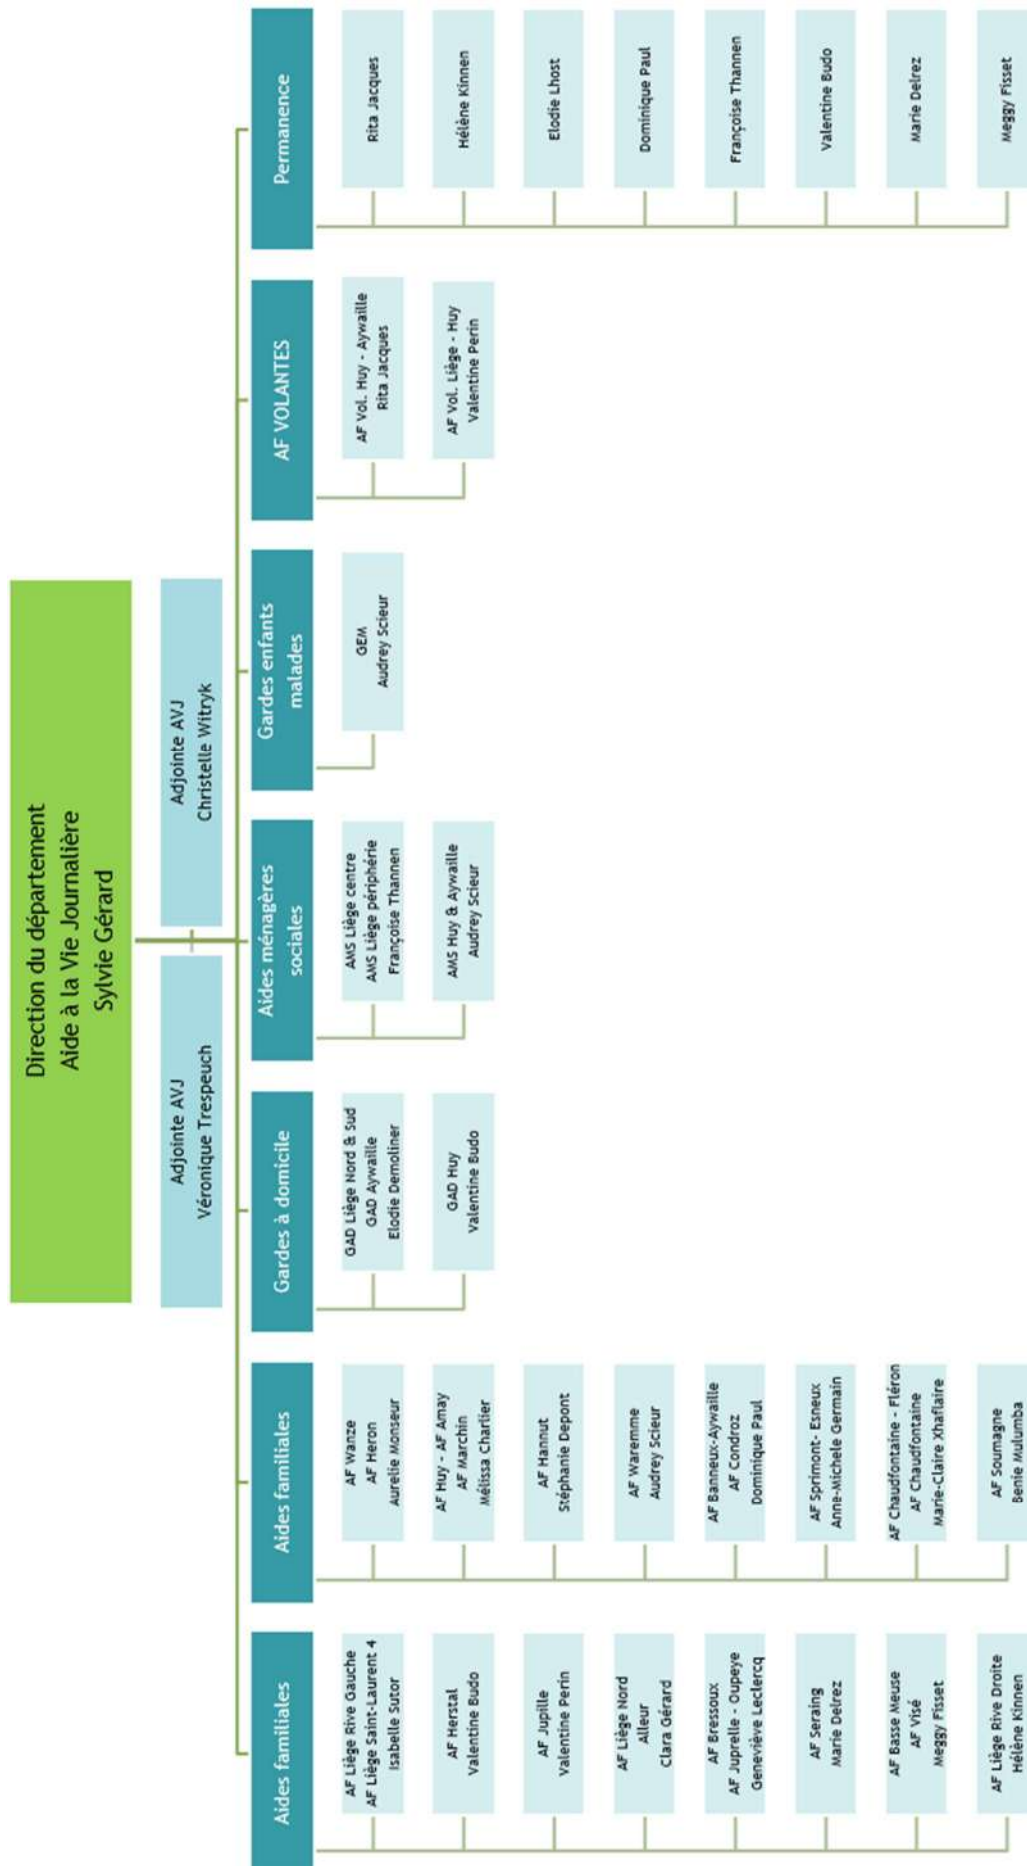 Direction du département
Aide à la Vie Journalière
Sylvie Gérard
Adjointe AVJ
Véronique Trespeuch
Adjointe AVJ
Christelle Witryk
Aides familiales
AF Liège Rive Gauche
AF Liège Saint-Laurent 4
Isabelle Sutor
AF Herstal
Valentine Budo
AF Jupille
Valentine Perin
AF Liège Nord
Alleur
Clara Gérard
AF Bressoux
AF Juprelle - Oupeye
Geneviève Leclercq
AF Seraing
Marie Delrez
AF Basse Meuse
AF Visé
Meggy Fisset
AF Liège Rive Droite
Hélène Kinnen
Aides familiales
AF Wanze
AF Heron
Aurelie Monseur
AF Huy - AF Amay
AF Marchin
Mélissa Chartier
AF Hannut
Stéphanie Depont
AF Waremme
Audrey Scieur
AF Banneux-Aywaille
AF Condroz
Dominique Paul
AF Sprimont- Esneux
Anne-Michele Germain
AF Chaudfontaine - Fléron
AF Chaudfontaine
Marie-Claire Xhaflaire
AF Soumagne
Benie Mulumba
Gardes à domicile
GAD Liège Nord & Sud
GAD Aywaille
Elodie Demoliner
GAD Huy
Valentine Budo
Aides ménagères
sociales
AMS Liège centre
AMS Liège périphérie
Françoise Thannen
AMS Huy & Aywaille
Audrey Scieur
Gardes enfants
malades
GEM
Audrey Scieur
AF VOLANTES
AF Vol. Huy - Aywaille
Rita Jacques
AF Vol. Liège - Huy
Valentine Perin
Permanence
Rita Jacques
Hélène Kinnen
Elodie Lhost
Dominique Paul
Françoise Thannen
Valentine Budo
Marie Delrez
Meggy Fisset